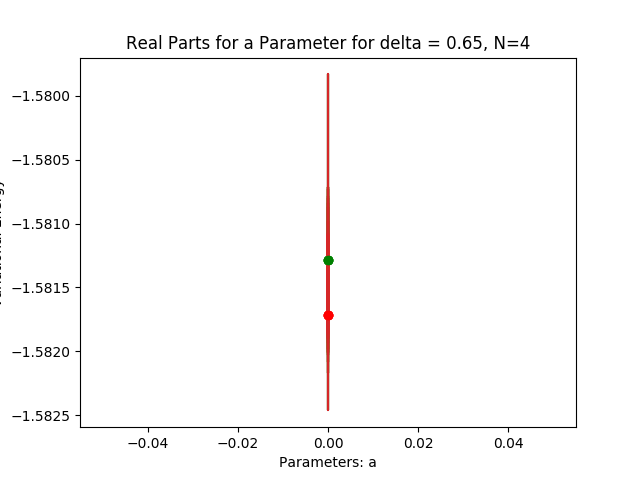 Real Parts for a Parameter for delta = 0.65, N=4
−1.5800
−1.5805
−1.5810
−1.5815
−1.5820
−1.5825
−0.04 −0.02 0.00 0.02 0.04
Parameters: a